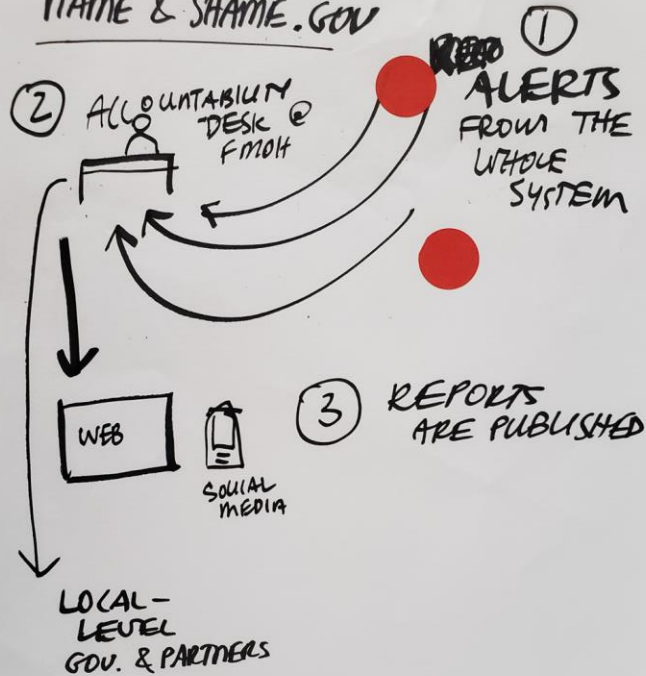 NAME & SHAME.GOV
1
ALERTS
FROM THE
WHOLE
SYSTEM
2
ACCOUNTABILITY
DESK @
FMOH
WEB
SOCIAL
MEDIA
3
REPORTS
ARE PUBLISHED
LOCAL-
LEVEL
GOV. & PARTNERS